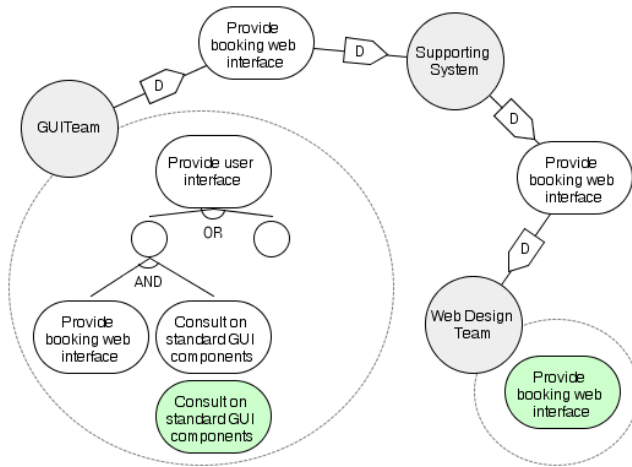 Provide
booking web
interface
D
D
Supporting
System
GUITeam
D
Provide
booking web
interface
D
Provide user
interface
OR
AND
Provide
booking web
interface
Consult on
standard GUI
components
Consult on
standard GUI
components
Web Design
Team
Provide
booking web
interface